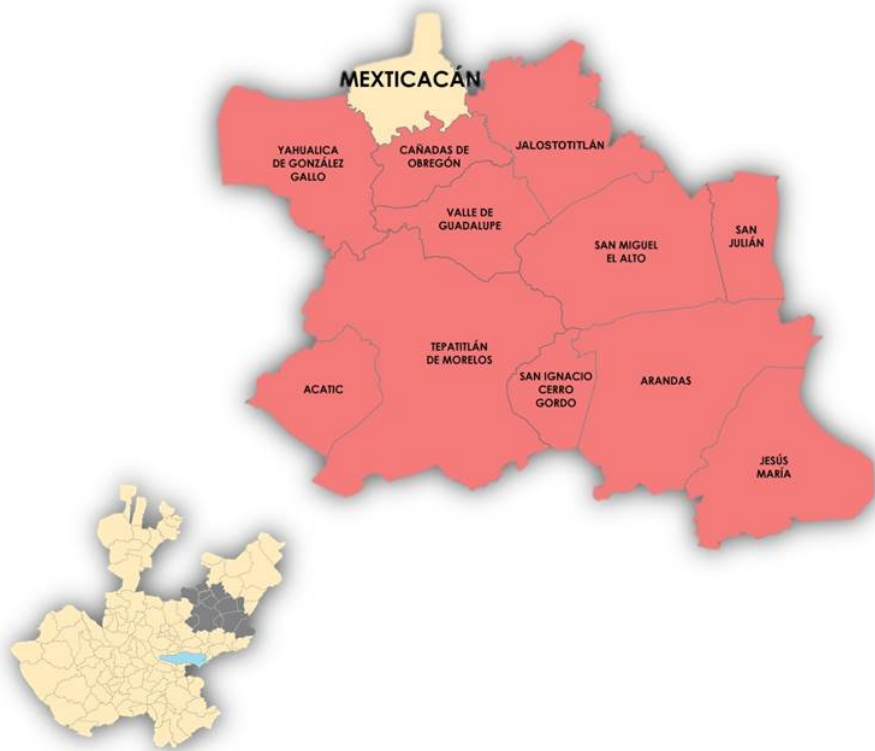 MEXTICACÁN
YAHUALICA
DE GONZÁLEZ
GALLO
CAÑADAS DE
OBREGÓN
JALOSTOTITLÁN
VALLE DE
GUADALUPE
SAN MIGUEL
EL ALTO
SAN
JULIÁN
TEPATITLÁN
DE MORELOS
ACATIC
SAN IGNACIO
CERRO
GORDO
ARANDAS
JESÚS
MARÍA